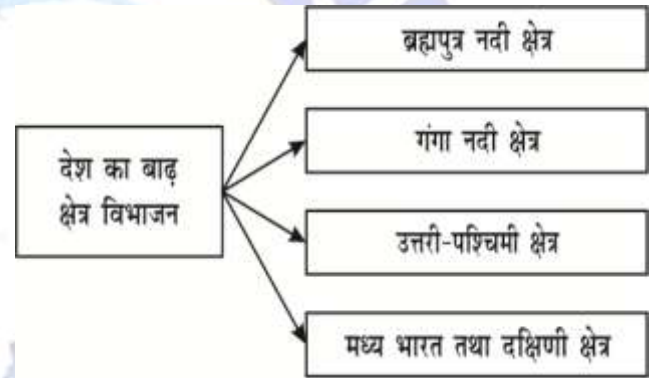 देश का बाढ़
क्षेत्र विभाजन
ब्रह्मपुत्र नदी क्षेत्र
गंगा नदी क्षेत्र
उत्तरी-पश्चिमी क्षेत्र
मध्य भारत तथा दक्षिणी क्षेत्र